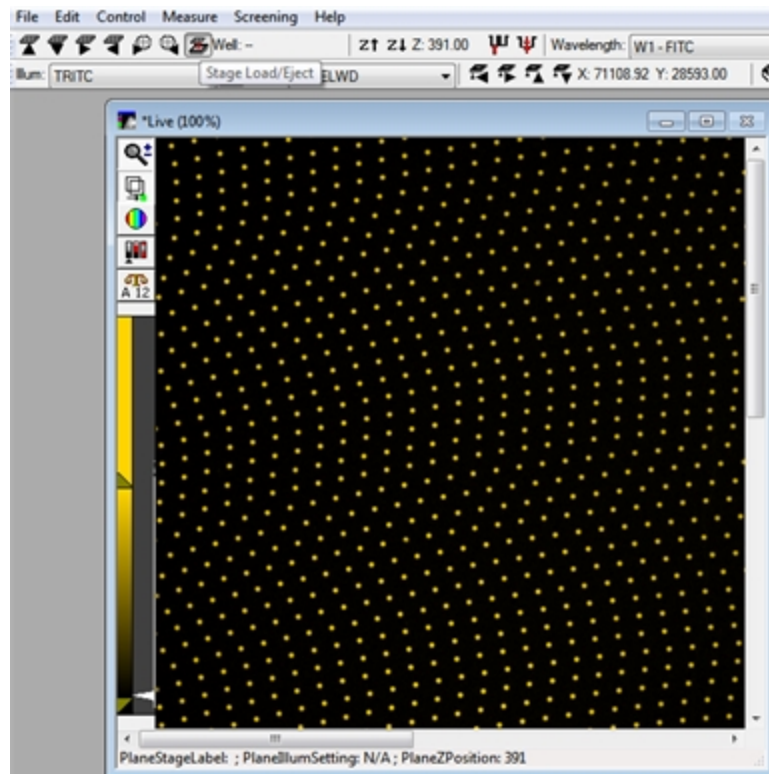 File Edit Control Measure Screening Help
Well: -- Z↑ Z↓ Z: 391.00 Wavelength: W1 - FITC
Illum: TRITC ELWD X: 71108.92 Y: 28593.00
Stage Load/Eject
*Live (100%)
A 12
PlaneStageLabel: ; PlaneIllumSetting: N/A ; PlaneZPosition: 391